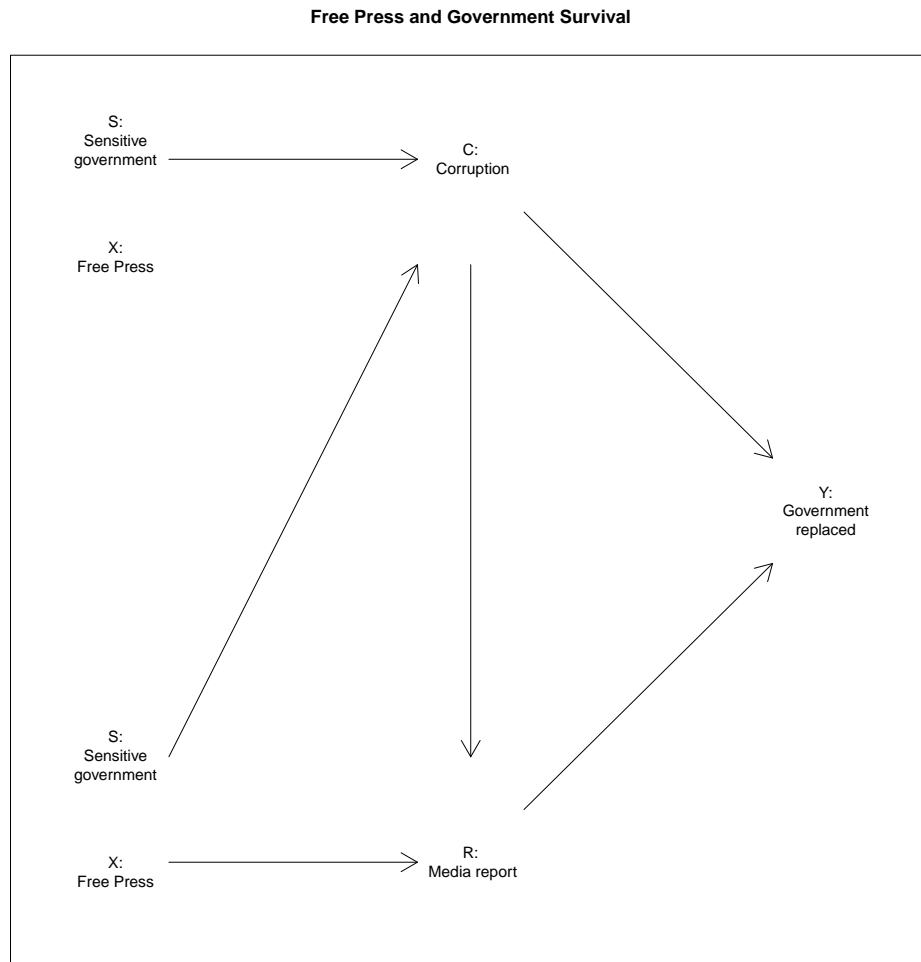 Free Press and Government Survival
S:
Sensitive
government
C:
Corruption
X:
Free Press
Y:
Government
replaced
S:
Sensitive
government
X:
Free Press
R:
Media report